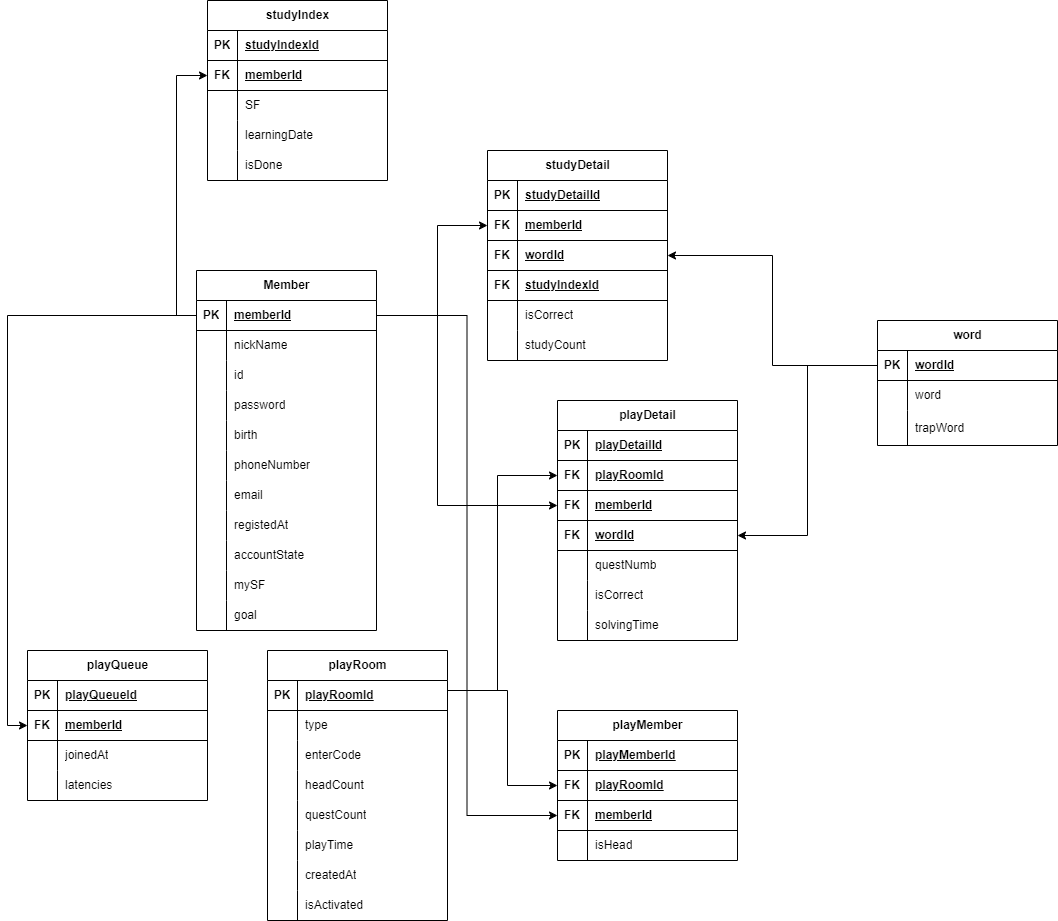 studyIndex
PK studyIndexId
FK memberId
SF
learningDate
isDone
studyDetail
PK studyDetailId
FK memberId
FK wordId
FK studyIndexId
isCorrect
studyCount
Member
PK memberId
nickName
id
password
birth
phoneNumber
email
registedAt
accountState
mySF
goal
word
PK wordId
word
trapWord
playDetail
PK playDetailId
FK playRoomId
FK memberId
FK wordId
questNumb
isCorrect
solvingTime
playQueue
PK playQueueId
FK memberId
joinedAt
latencies
playRoom
PK playRoomId
type
enterCode
headCount
questCount
playTime
createdAt
isActivated
playMember
PK playMemberId
FK playRoomId
FK memberId
isHead